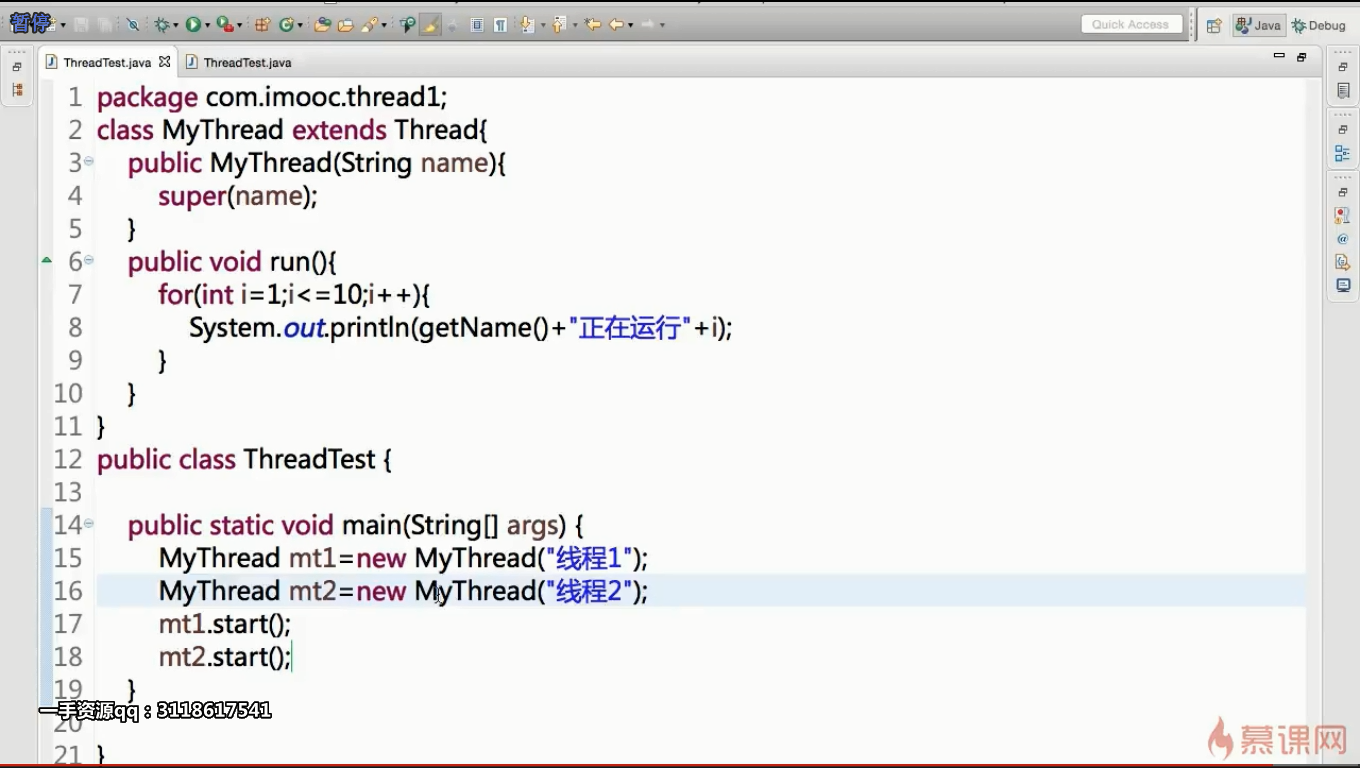 暂停
Quick Access
Java
Debug
ThreadTest.java
ThreadTest.java
1 package com.imooc.thread1;
2 class MyThread extends Thread{
3 public MyThread(String name){
4 super(name);
5 }
6 public void run(){
7 for(int i=1;i<=10;i++){
8 System.out.println(getName()+"正在运行"+i);
9 }
10 }
11 }
12 public class ThreadTest {
13
14 public static void main(String[] args) {
15 MyThread mt1=new MyThread("线程1");
16 MyThread mt2=new MyThread("线程2");
17 mt1.start();
18 mt2.start();
19 }
一手资源qq：3118617541
20
21 }
慕课网